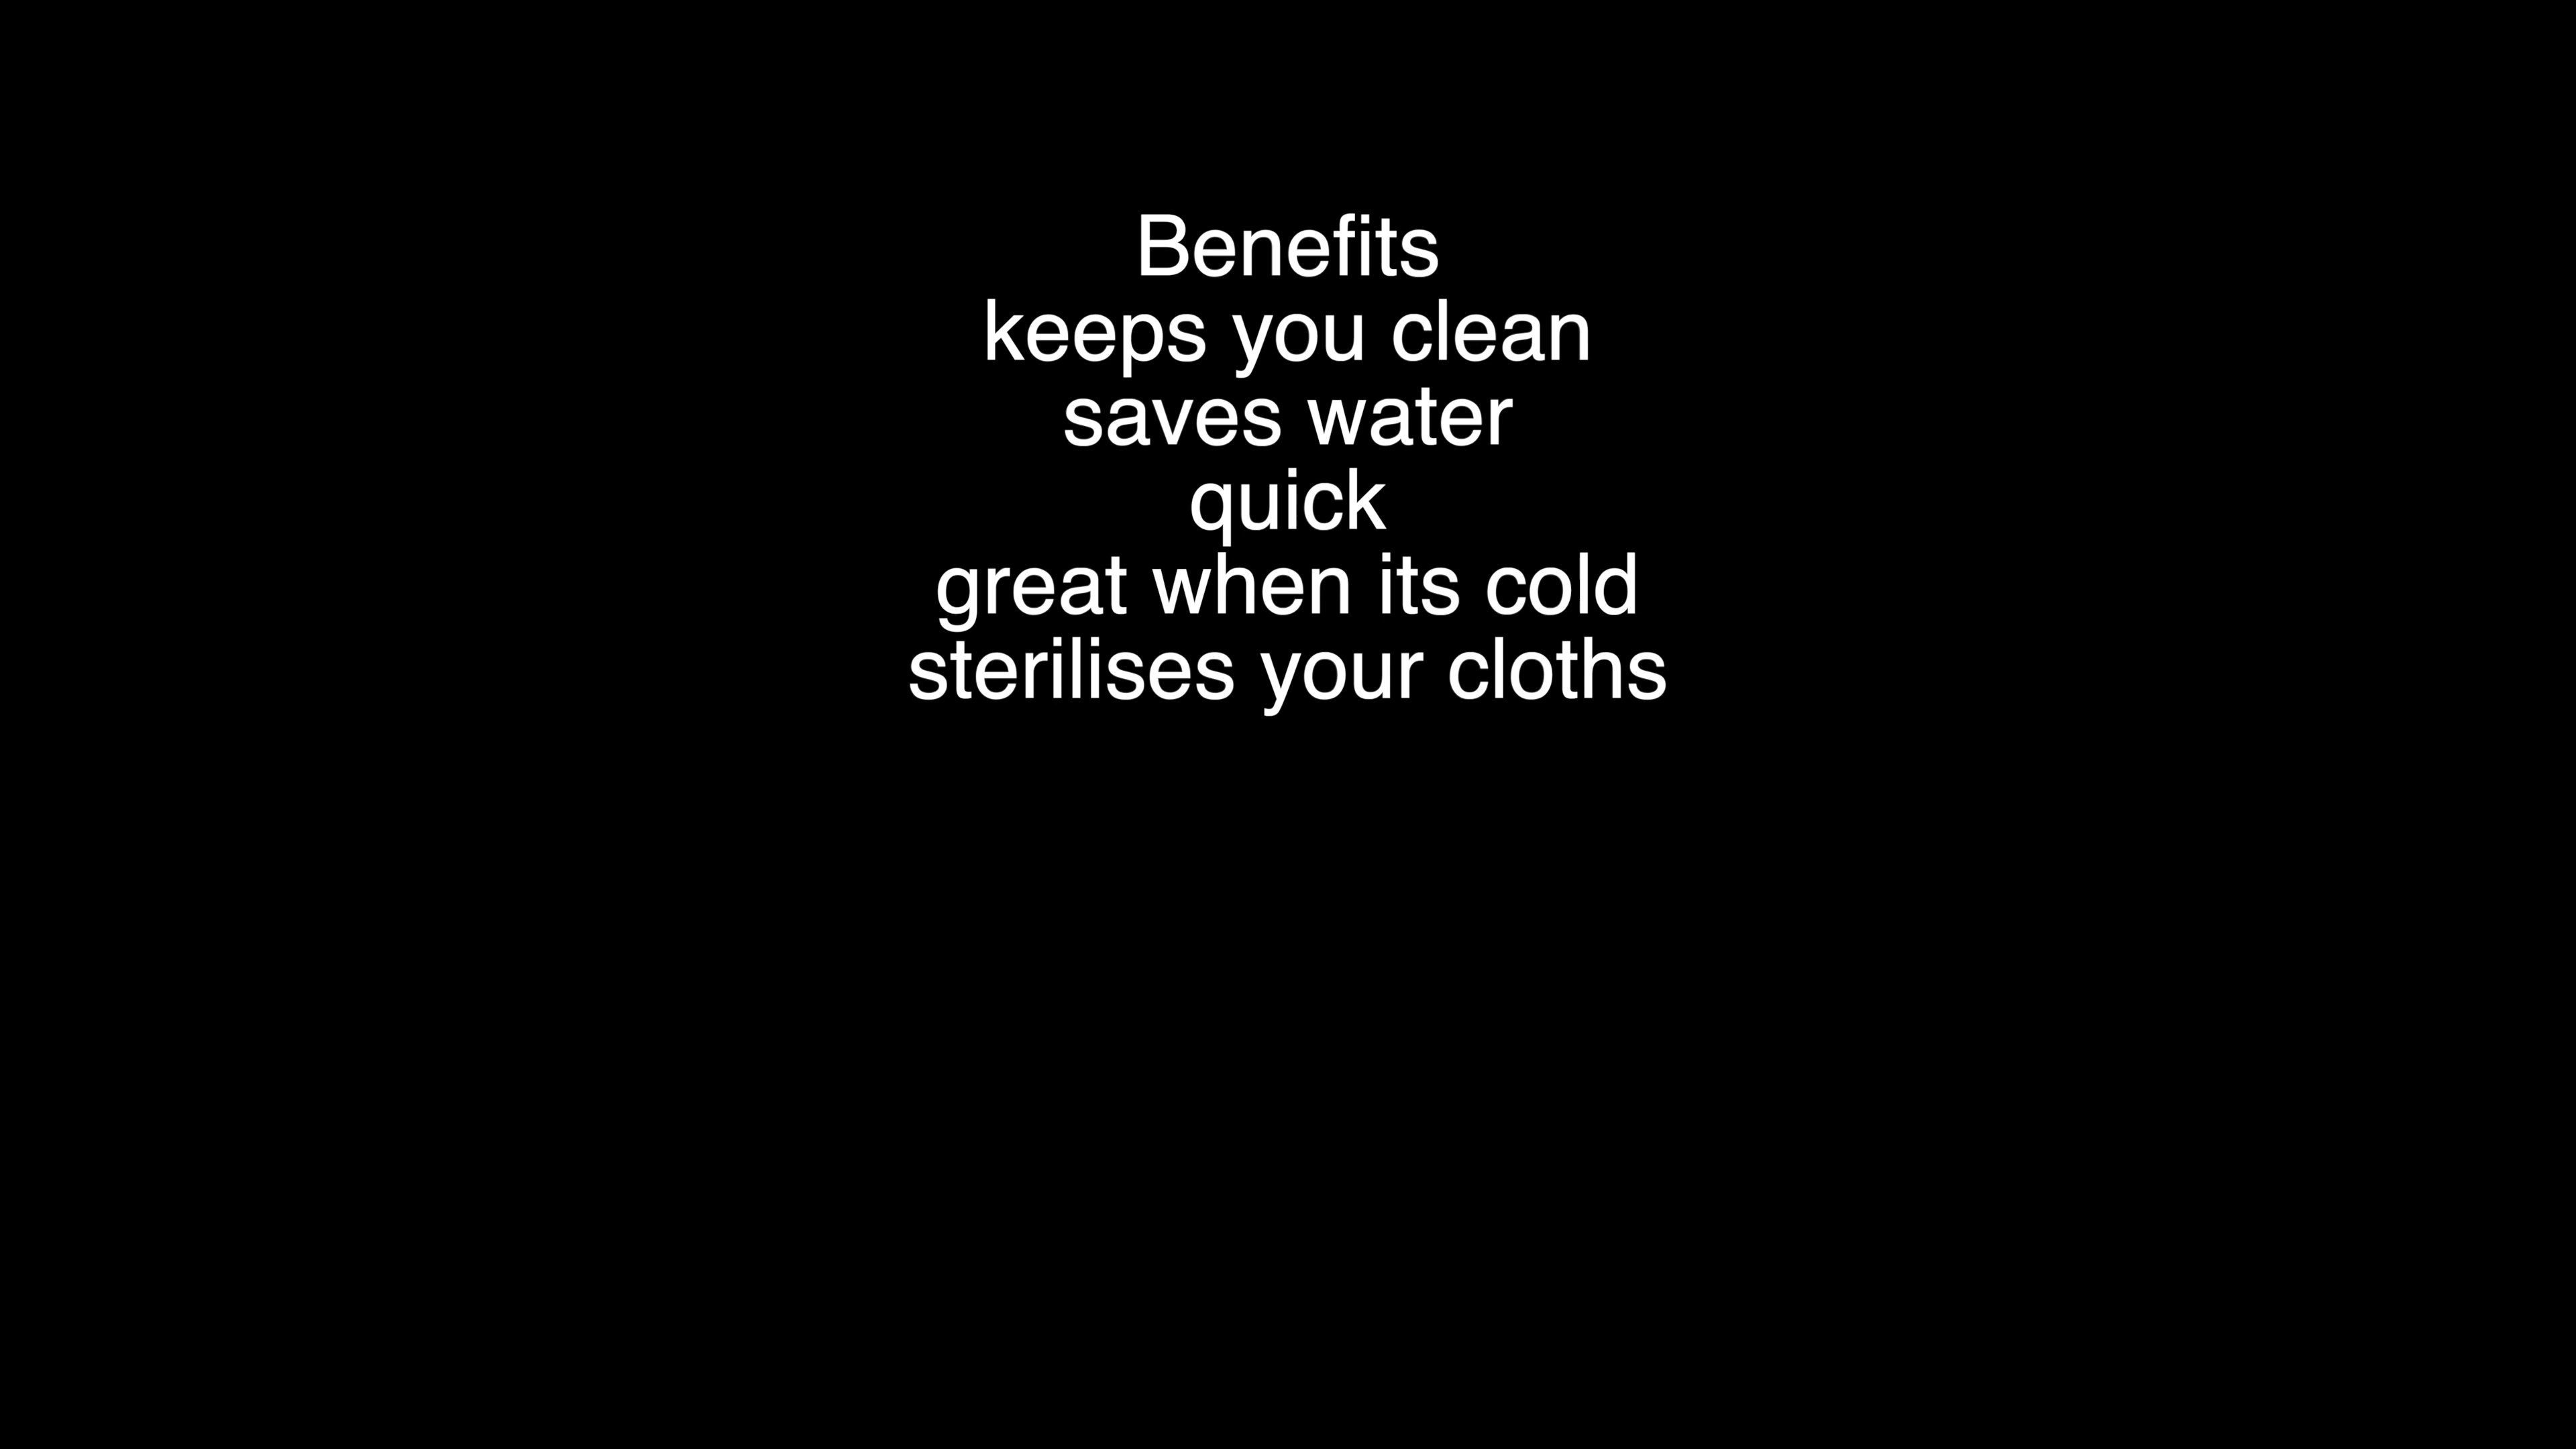 Benefits
keeps you clean
saves water
quick
great when its cold
sterilises your cloths